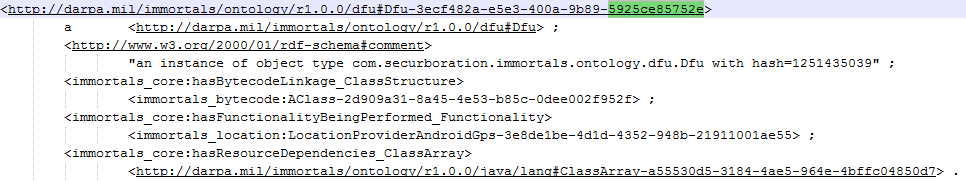 <http://darpa.mil/immortals/ontology/r1.0.0/dfu#Dfu-3ecf482a-e5e3-400a-9b89-5925ce85752e>
a <http://darpa.mil/immortals/ontology/r1.0.0/dfu#Dfu> ;
<http://www.w3.org/2000/01/rdf-schema#comment>
"an instance of object type com.securboration.immortals.ontology.dfu.Dfu with hash=1251435039" ;
<immortals_core:hasBytecodeLinkage_ClassStructure>
<immortals_bytecode:AClass-2d909a31-8a45-4e53-b85c-0dee002f952f> ;
<immortals_core:hasFunctionalityBeingPerformed_Functionality>
<immortals_location:LocationProviderAndroidGps-3e8de1be-4d1d-4352-948b-21911001ae55> ;
<immortals_core:hasResourceDependencies_ClassArray>
<http://darpa.mil/immortals/ontology/r1.0.0/java/lang#ClassArray-a55530d5-3184-4ae5-964e-4bffc04850d7> .